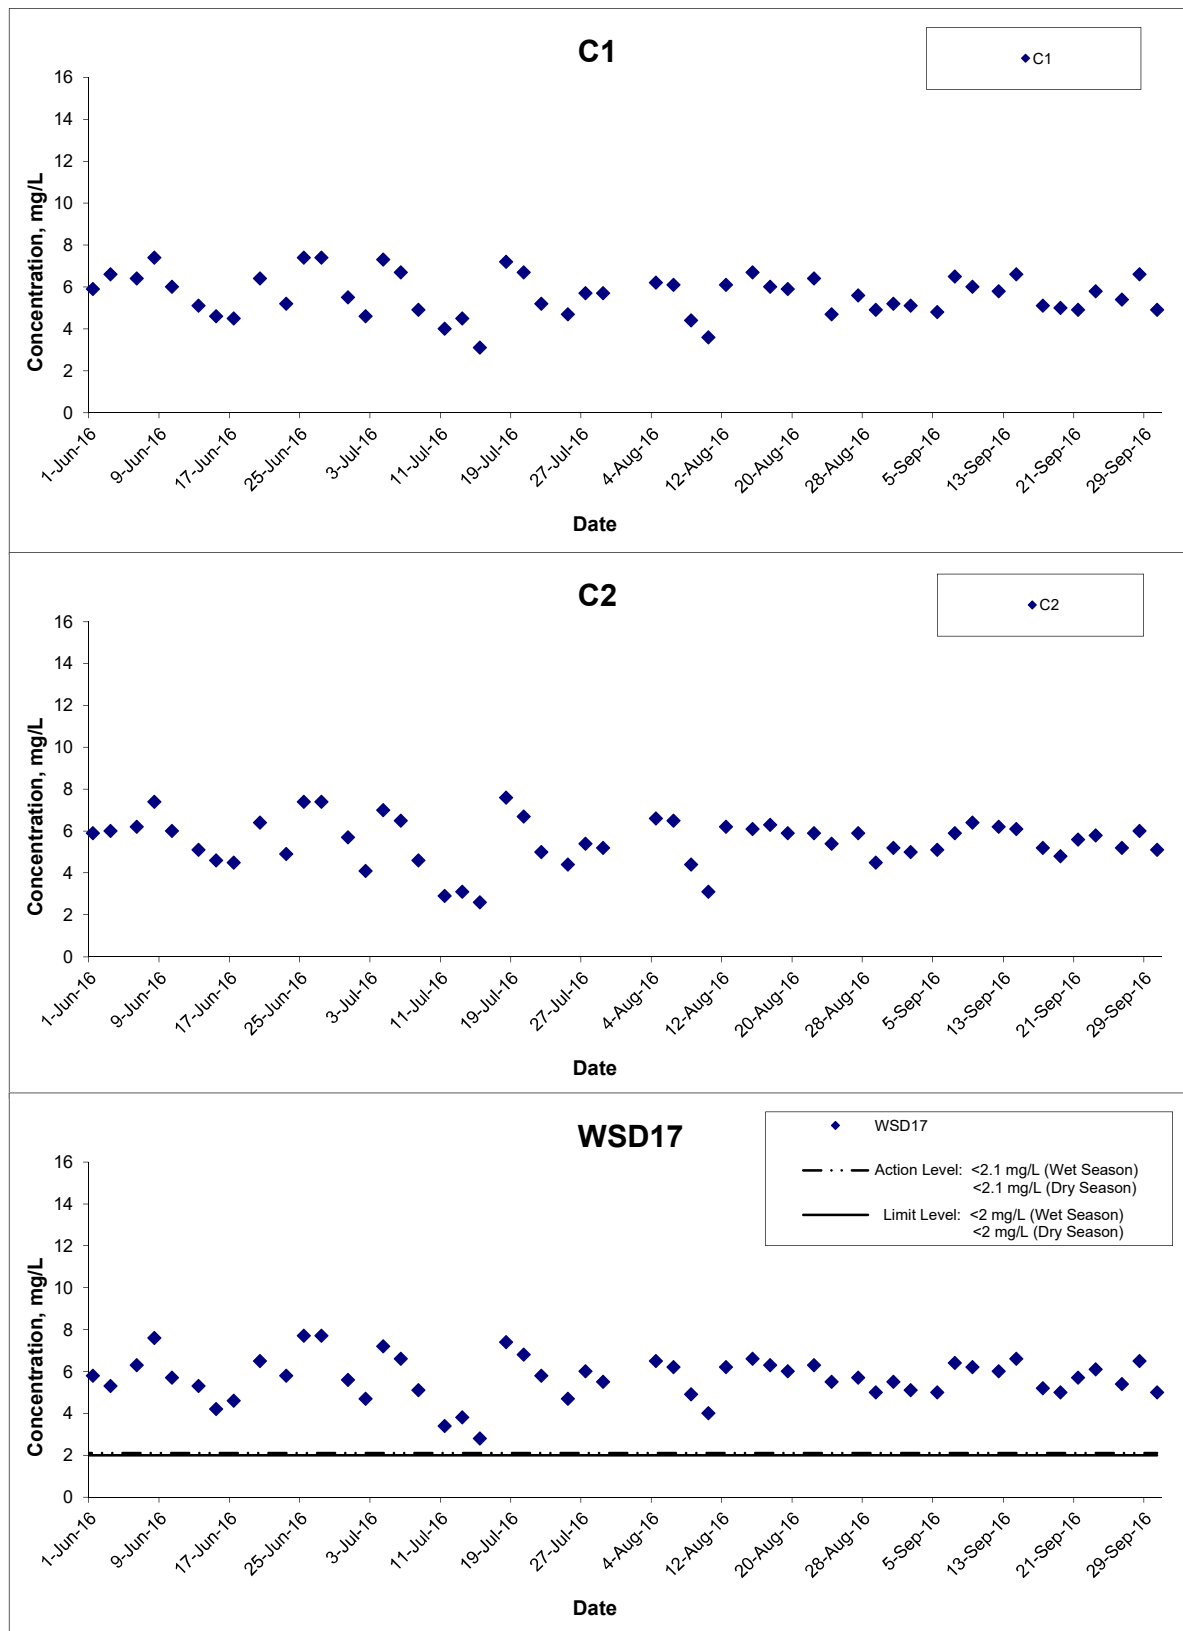 C1
C1
Concentration, mg/L
16
14
12
10
8
6
4
2
0
1-Jun-16
9-Jun-16
17-Jun-16
25-Jun-16
3-Jul-16
11-Jul-16
19-Jul-16
27-Jul-16
4-Aug-16
12-Aug-16
20-Aug-16
28-Aug-16
5-Sep-16
13-Sep-16
21-Sep-16
29-Sep-16
Date
C2
C2
Concentration, mg/L
16
14
12
10
8
6
4
2
0
1-Jun-16
9-Jun-16
17-Jun-16
25-Jun-16
3-Jul-16
11-Jul-16
19-Jul-16
27-Jul-16
4-Aug-16
12-Aug-16
20-Aug-16
28-Aug-16
5-Sep-16
13-Sep-16
21-Sep-16
29-Sep-16
Date
WSD17
WSD17
Action Level: <2.1 mg/L (Wet Season)
<2.1 mg/L (Dry Season)
Limit Level: <2 mg/L (Wet Season)
<2 mg/L (Dry Season)
Concentration, mg/L
16
14
12
10
8
6
4
2
0
1-Jun-16
9-Jun-16
17-Jun-16
25-Jun-16
3-Jul-16
11-Jul-16
19-Jul-16
27-Jul-16
4-Aug-16
12-Aug-16
20-Aug-16
28-Aug-16
5-Sep-16
13-Sep-16
21-Sep-16
29-Sep-16
Date